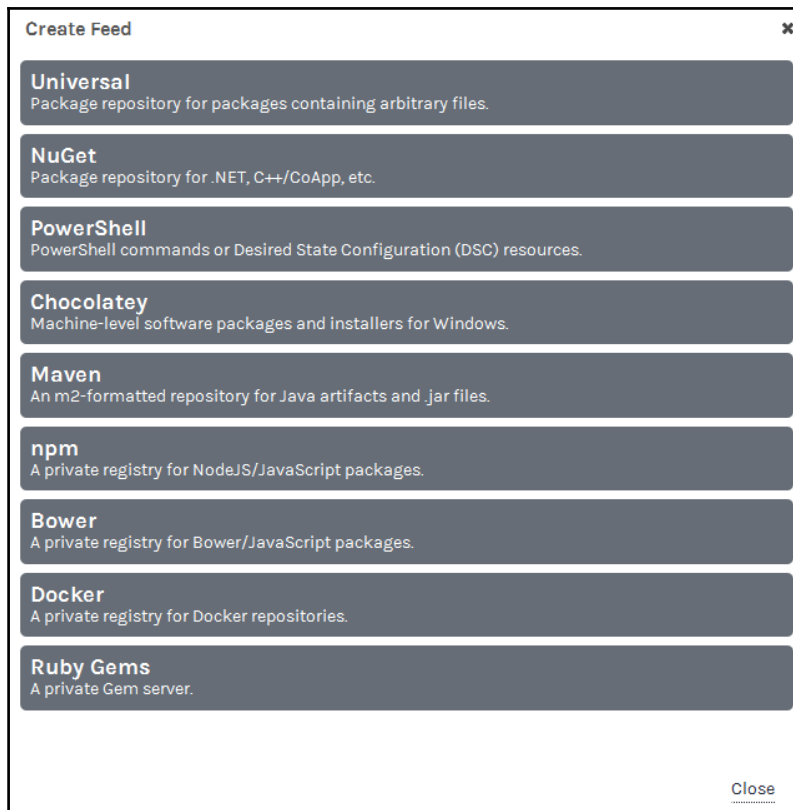 Create Feed ×
Universal
Package repository for packages containing arbitrary files.
NuGet
Package repository for .NET, C++/CoApp, etc.
PowerShell
PowerShell commands or Desired State Configuration (DSC) resources.
Chocolatey
Machine-level software packages and installers for Windows.
Maven
An m2-formatted repository for Java artifacts and .jar files.
npm
A private registry for NodeJS/JavaScript packages.
Bower
A private registry for Bower/JavaScript packages.
Docker
A private registry for Docker repositories.
Ruby Gems
A private Gem server.
Close